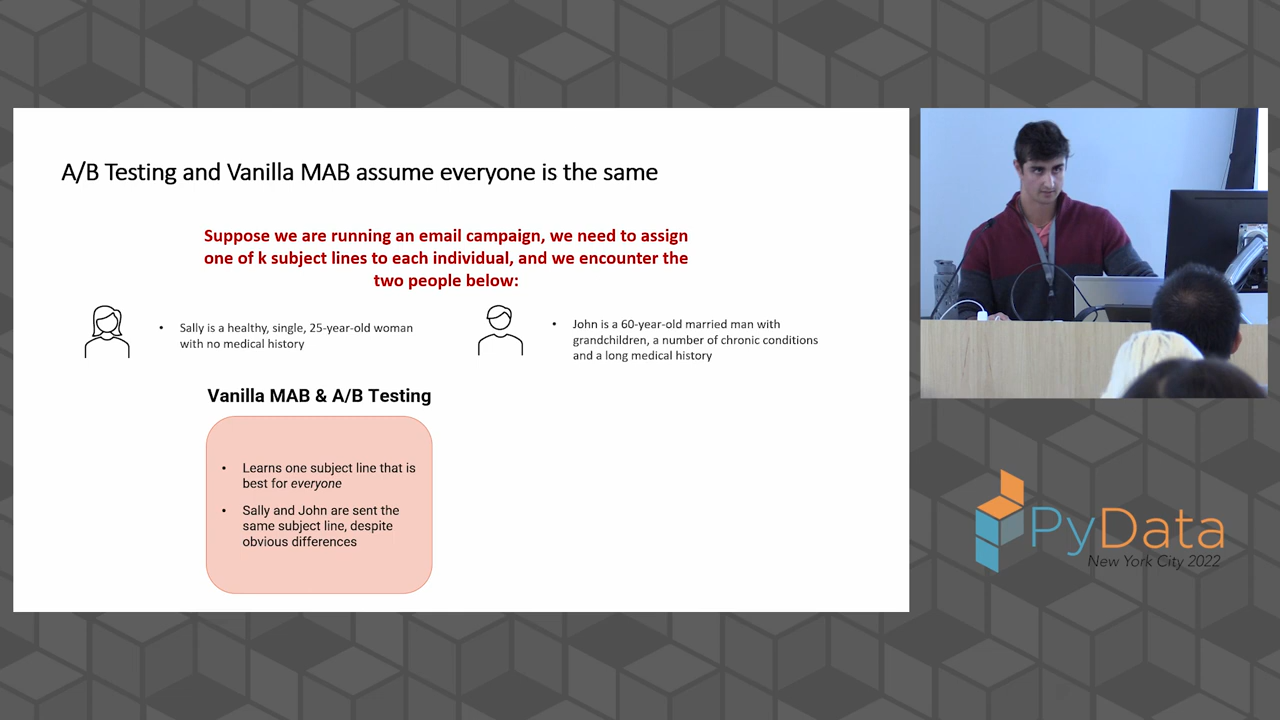 A/B Testing and Vanilla MAB assume everyone is the same
Suppose we are running an email campaign, we need to assign
one of k subject lines to each individual, and we encounter the
two people below:
• Sally is a healthy, single, 25-year-old woman
with no medical history
• John is a 60-year-old married man with
grandchildren, a number of chronic conditions
and a long medical history
Vanilla MAB & A/B Testing
• Learns one subject line that is
best for everyone
• Sally and John are sent the
same subject line, despite
obvious differences
PyData
New York City 2022